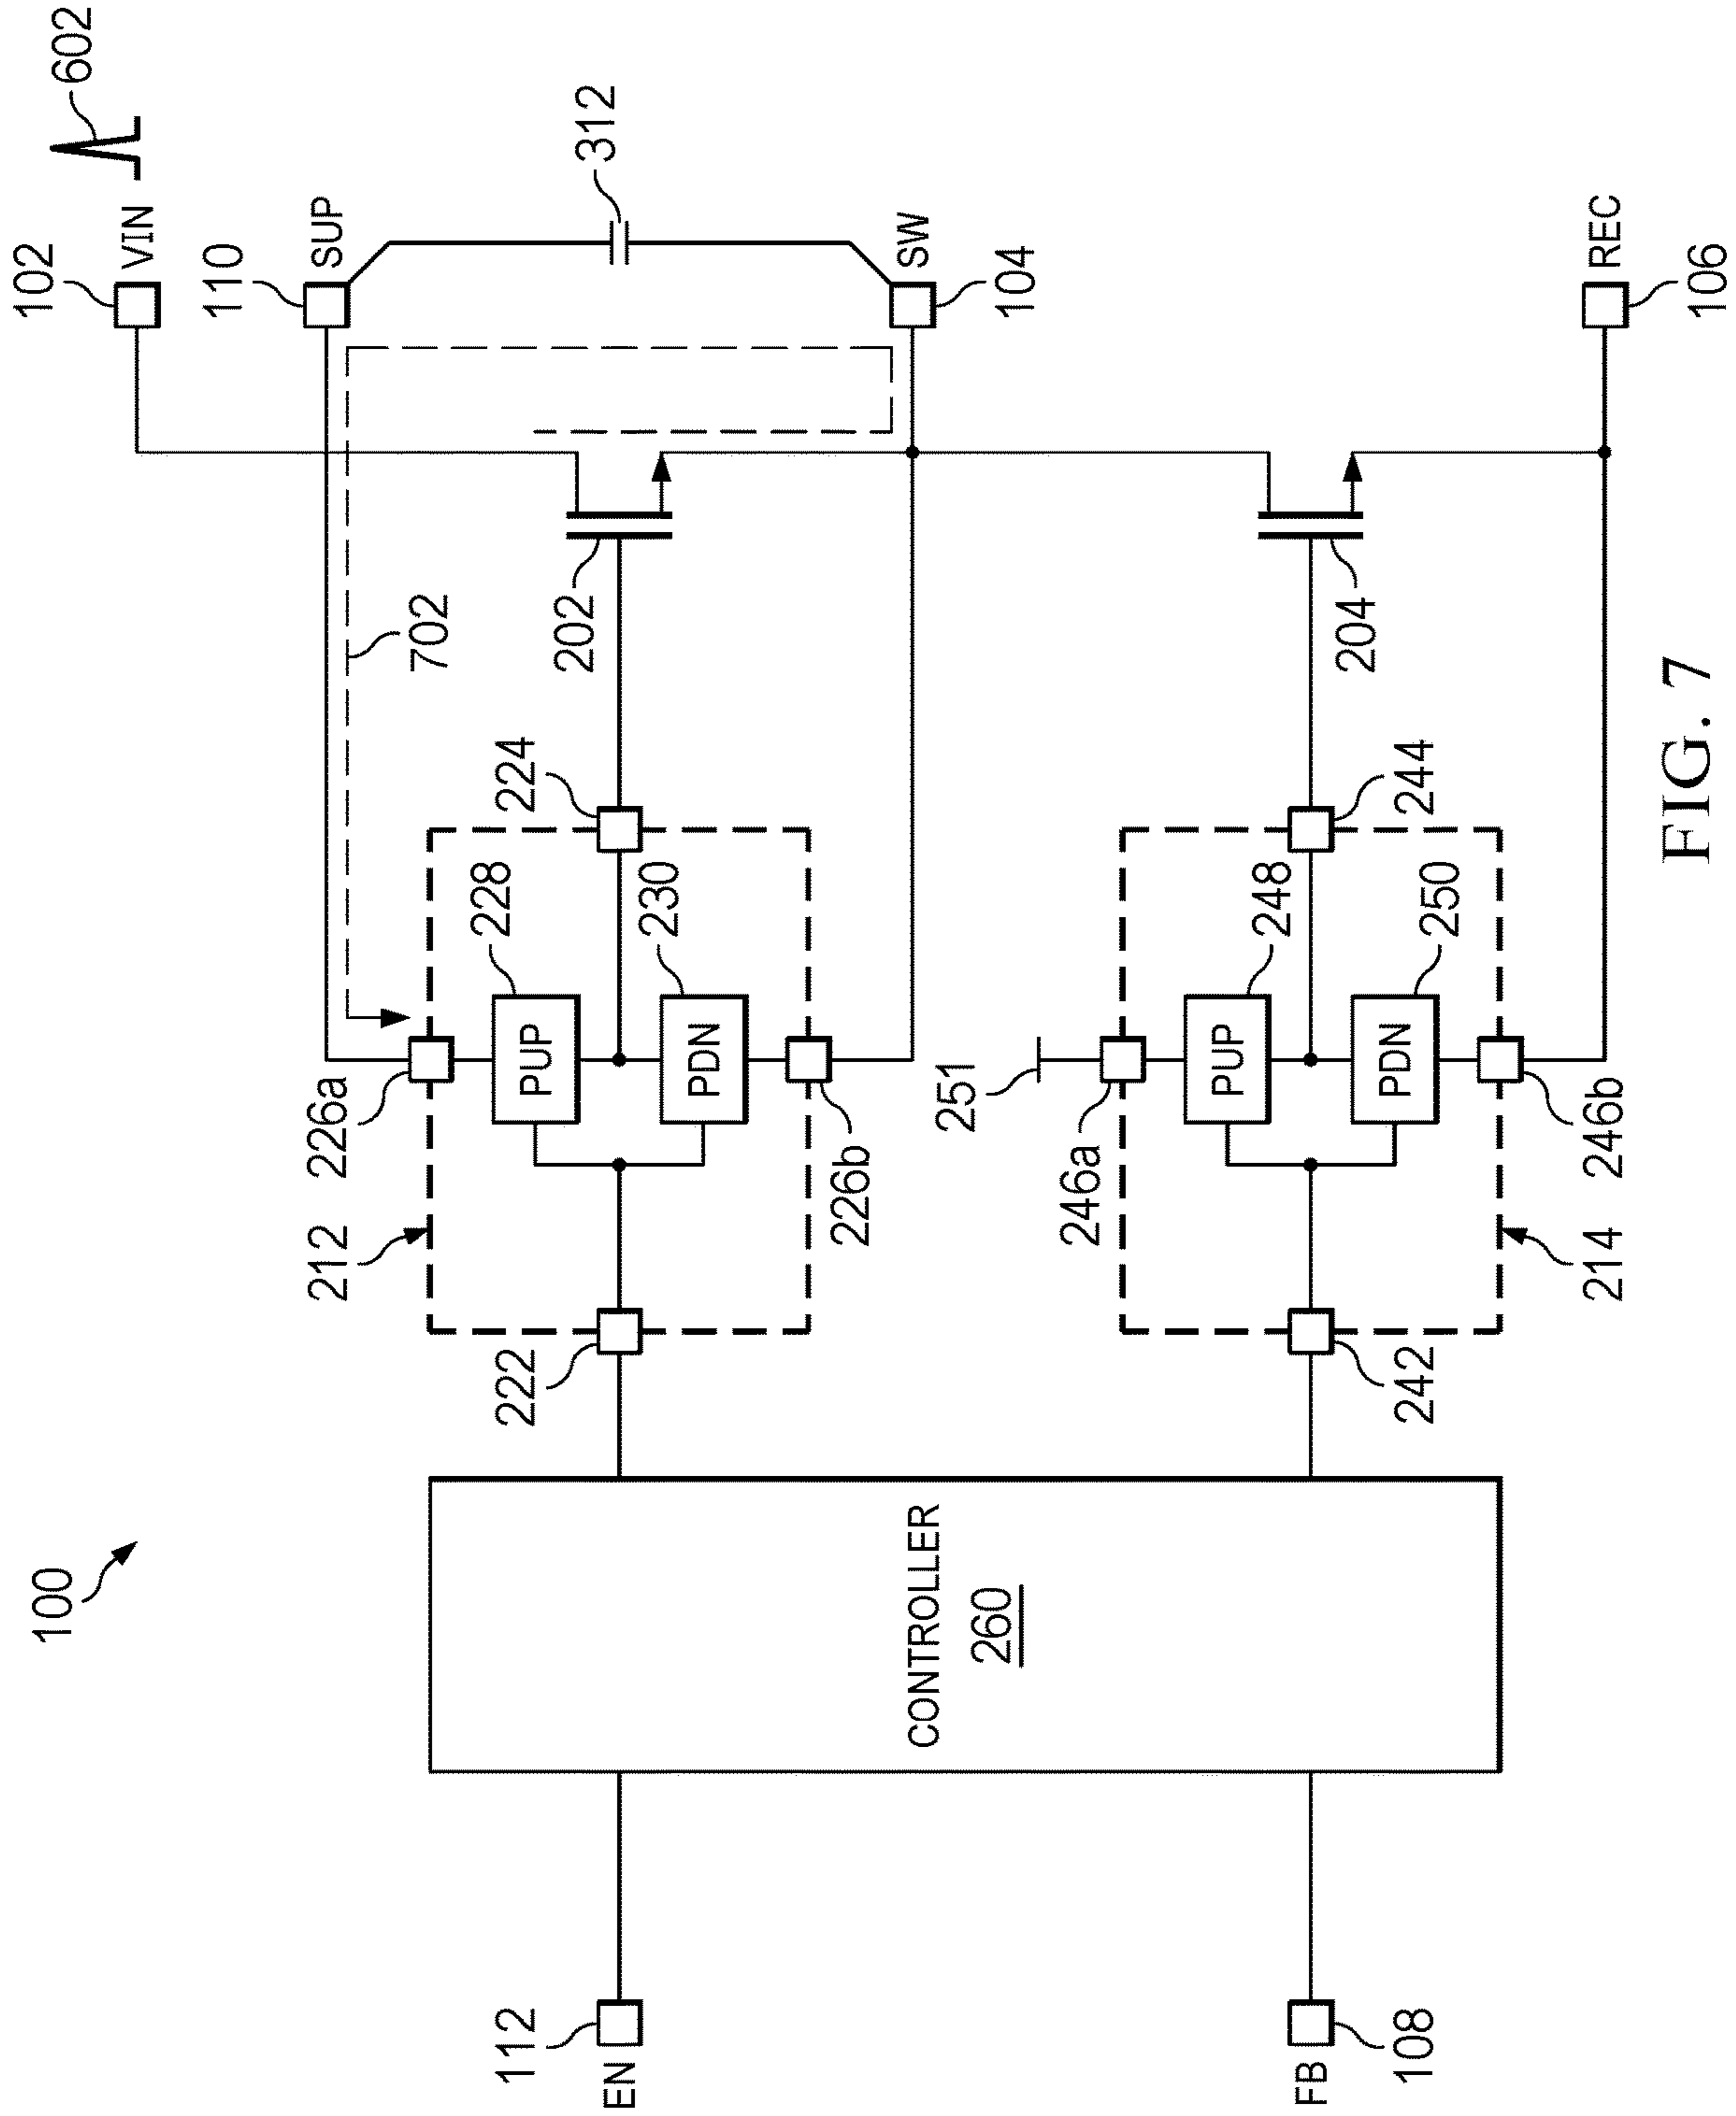 100
102
VIN
602
110
SUP
312
SW
104
702
202
226a
212
222
224
228
PUP
230
PDN
226b
112
EN
CONTROLLER
260
251
246a
244
248
PUP
250
PDN
246b
214
242
204
REC
106
FB
108
FIG. 7